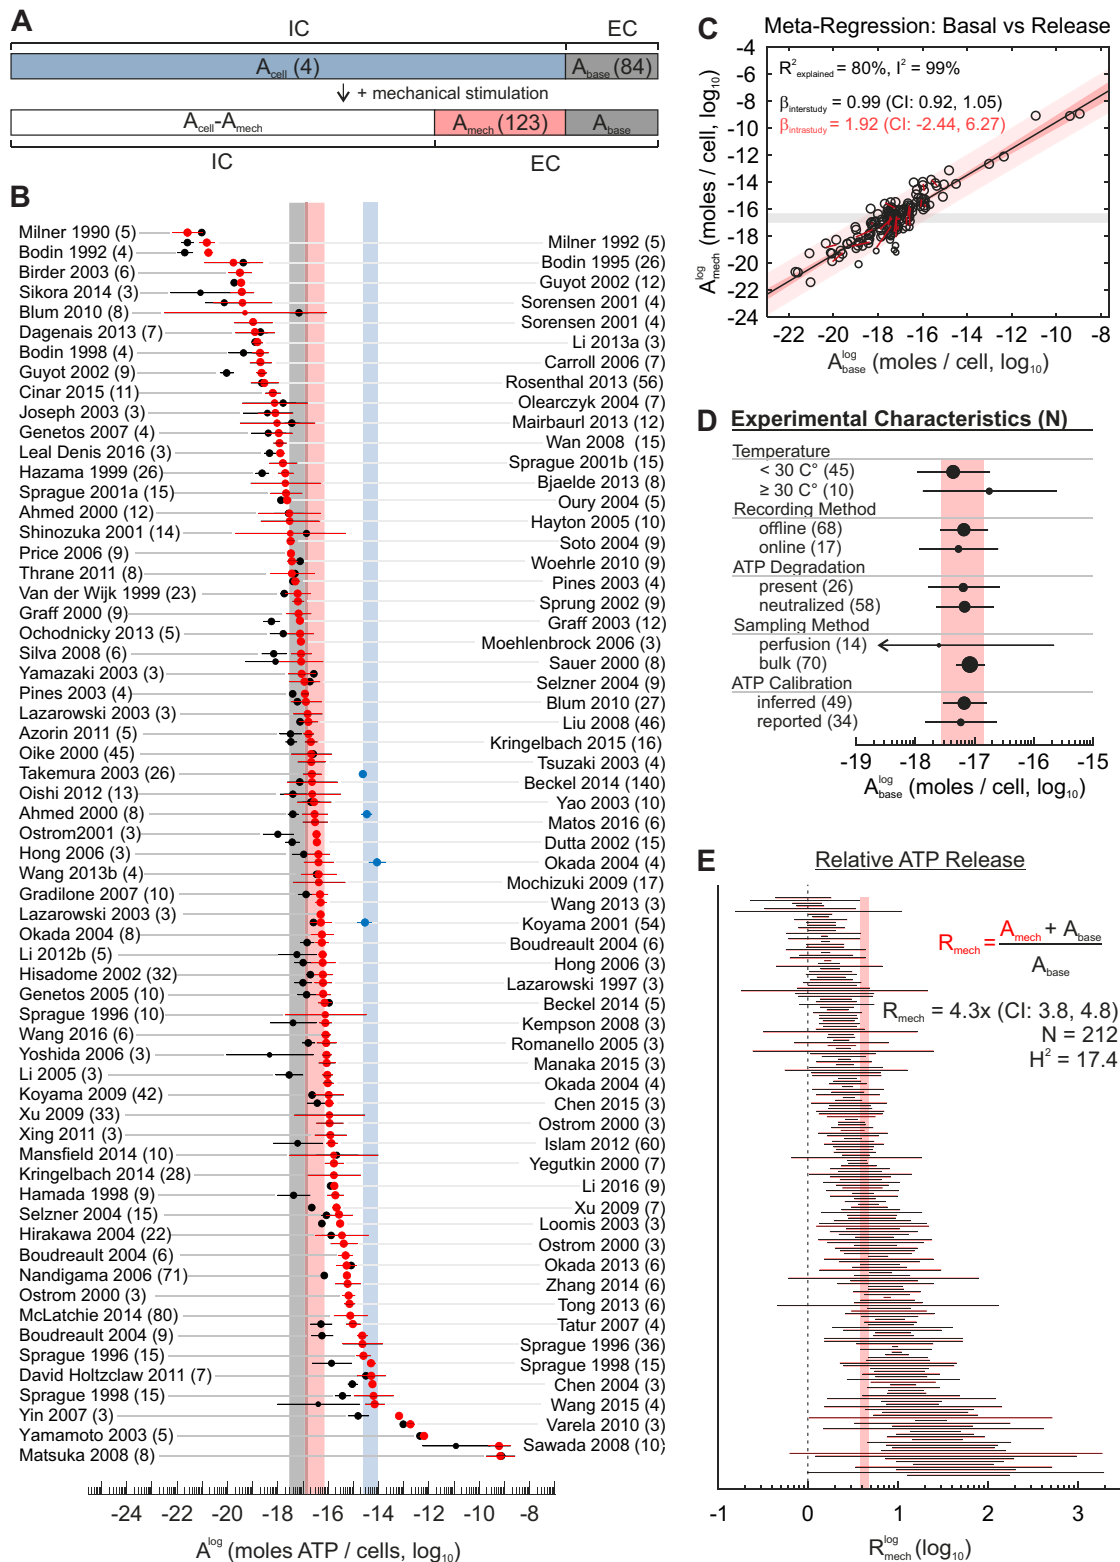 A
IC
EC
A_cell (4)
A_base (84)
+ mechanical stimulation
A_cell-A_mech
A_mech (123)
A_base
IC
EC
B
Milner 1990 (5)
Milner 1992 (5)
Bodin 1992 (4)
Bodin 1995 (26)
Birder 2003 (6)
Guyot 2002 (12)
Sikora 2014 (3)
Sorensen 2001 (4)
Blum 2010 (8)
Sorensen 2001 (4)
Dagenais 2013 (7)
Li 2013a (3)
Bodin 1998 (4)
Carroll 2006 (7)
Guyot 2002 (9)
Rosenthal 2013 (56)
Cinar 2015 (11)
Olearczyk 2004 (7)
Joseph 2003 (3)
Mairbaurl 2013 (12)
Genetos 2007 (4)
Wan 2008 (15)
Leal Denis 2016 (3)
Sprague 2001b (15)
Hazama 1999 (26)
Bjaelde 2013 (8)
Sprague 2001a (15)
Oury 2004 (5)
Ahmed 2000 (12)
Hayton 2005 (10)
Shinozuka 2001 (14)
Soto 2004 (9)
Price 2006 (9)
Woehrle 2010 (9)
Thrane 2011 (8)
Pines 2003 (4)
Van der Wijk 1999 (23)
Sprung 2002 (9)
Graff 2000 (9)
Graff 2003 (12)
Ochodnicky 2013 (5)
Moehlenbrock 2006 (3)
Silva 2008 (6)
Sauer 2000 (8)
Yamazaki 2003 (3)
Selzner 2004 (9)
Pines 2003 (4)
Blum 2010 (27)
Lazarowski 2003 (3)
Liu 2008 (46)
Azorin 2011 (5)
Kringelbach 2015 (16)
Oike 2000 (45)
Tsuzaki 2003 (4)
Takemura 2003 (26)
Beckel 2014 (140)
Oishi 2012 (13)
Yao 2003 (10)
Ahmed 2000 (8)
Matos 2016 (6)
Ostrom2001 (3)
Dutta 2002 (15)
Hong 2006 (3)
Okada 2004 (4)
Wang 2013b (4)
Mochizuki 2009 (17)
Gradilone 2007 (10)
Wang 2013 (3)
Lazarowski 2003 (3)
Koyama 2001 (54)
Okada 2004 (8)
Boudreault 2004 (6)
Li 2012b (5)
Hong 2006 (3)
Hisadome 2002 (32)
Lazarowski 1997 (3)
Genetos 2005 (10)
Beckel 2014 (5)
Sprague 1996 (10)
Kempson 2008 (3)
Wang 2016 (6)
Romanello 2005 (3)
Yoshida 2006 (3)
Manaka 2015 (3)
Li 2005 (3)
Okada 2004 (4)
Koyama 2009 (42)
Chen 2015 (3)
Xu 2009 (33)
Ostrom 2000 (3)
Xing 2011 (3)
Islam 2012 (60)
Mansfield 2014 (10)
Yegutkin 2000 (7)
Kringelbach 2014 (28)
Li 2016 (9)
Hamada 1998 (9)
Xu 2009 (7)
Selzner 2004 (15)
Loomis 2003 (3)
Hirakawa 2004 (22)
Ostrom 2000 (3)
Boudreault 2004 (6)
Okada 2013 (6)
Nandigama 2006 (71)
Zhang 2014 (6)
Ostrom 2000 (3)
Tong 2013 (6)
McLatchie 2014 (80)
Tatur 2007 (4)
Boudreault 2004 (9)
Sprague 1996 (36)
Sprague 1996 (15)
Sprague 1998 (15)
David Holtzclaw 2011 (7)
Chen 2004 (3)
Sprague 1998 (15)
Wang 2015 (4)
Yin 2007 (3)
Varela 2010 (3)
Yamamoto 2003 (5)
Sawada 2008 (10)
Matsuka 2008 (8)
-24 -22 -20 -18 -16 -14 -12 -10 -8
A^log (moles ATP / cells, log10)
C
Meta-Regression: Basal vs Release
R²explained = 80%, I² = 99%
β_interstudy = 0.99 (CI: 0.92, 1.05)
β_intrastudy = 1.92 (CI: -2.44, 6.27)
-4
-6
-8
-10
-12
-14
-16
-18
-20
-22
-24
A^log_mech (moles / cell, log10)
-22 -20 -18 -16 -14 -12 -10 -8
A^log_base (moles / cell, log10)
D
Experimental Characteristics (N)
Temperature
< 30 C° (45)
≥ 30 C° (10)
Recording Method
offline (68)
online (17)
ATP Degradation
present (26)
neutralized (58)
Sampling Method
perfusion (14)
bulk (70)
ATP Calibration
inferred (49)
reported (34)
-19 -18 -17 -16 -15
A^log_base (moles / cell, log10)
E
Relative ATP Release
R_mech = (A_mech + A_base) / A_base
R_mech = 4.3x (CI: 3.8, 4.8)
N = 212
H² = 17.4
-1 0 1 2 3
R^log_mech (log10)